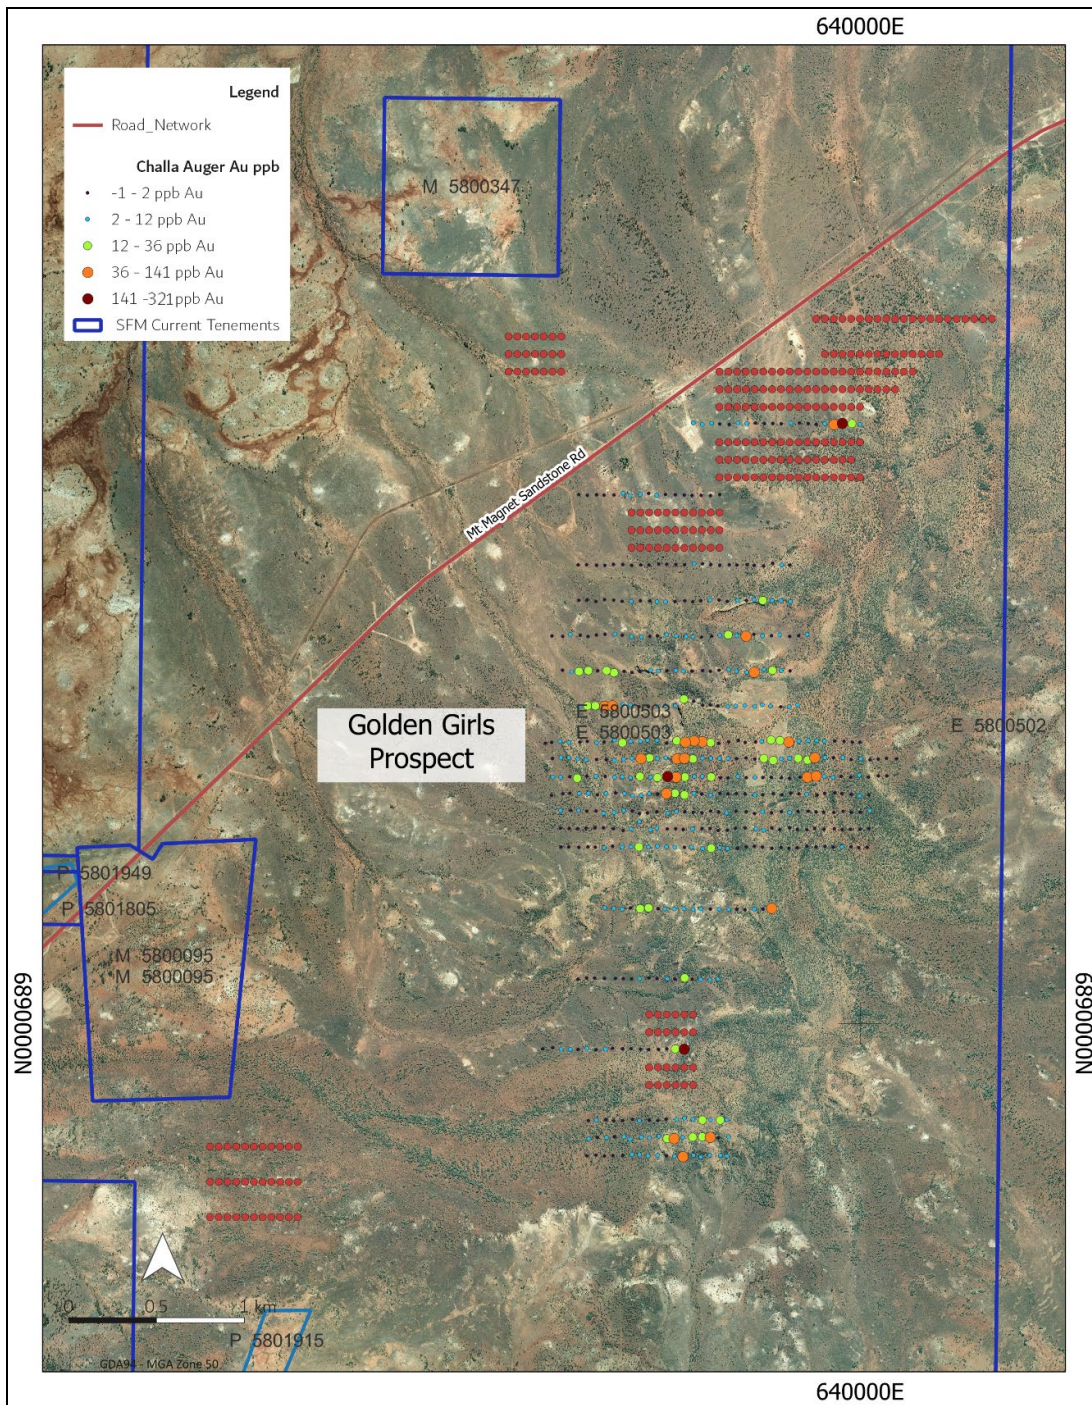 640000E
Legend
Road_Network
Challa Auger Au ppb
-1 - 2 ppb Au
2 - 12 ppb Au
12 - 36 ppb Au
36 - 141 ppb Au
141 -321ppb Au
SFM Current Tenements
M 5800347
Mt Magnet Sandstone Rd
Golden Girls
Prospect
E 5800503
E 5800503
E 5800502
P 5801949
P 5801805
M 5800095
M 5800095
6890000N
6890000N
0 0.5 1 km
P 5801915
GDA94 - MGA Zone 50
640000E